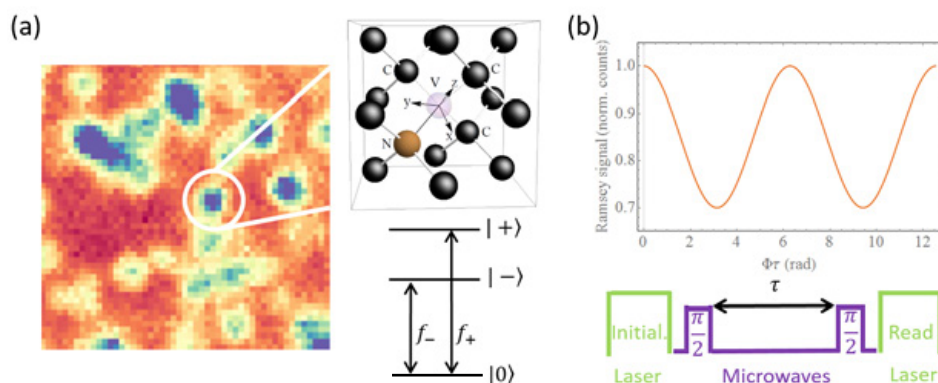 (a)
C
V
z
C
y
N
x
C
|+⟩
|−⟩
f₋
f₊
|0⟩
(b)
Ramsey signal (norm. counts)
1.0
0.9
0.8
0.7
0 2 4 6 8 10 12
Φτ (rad)
τ
Initial.
π/2
π/2
Read
Laser
Microwaves
Laser